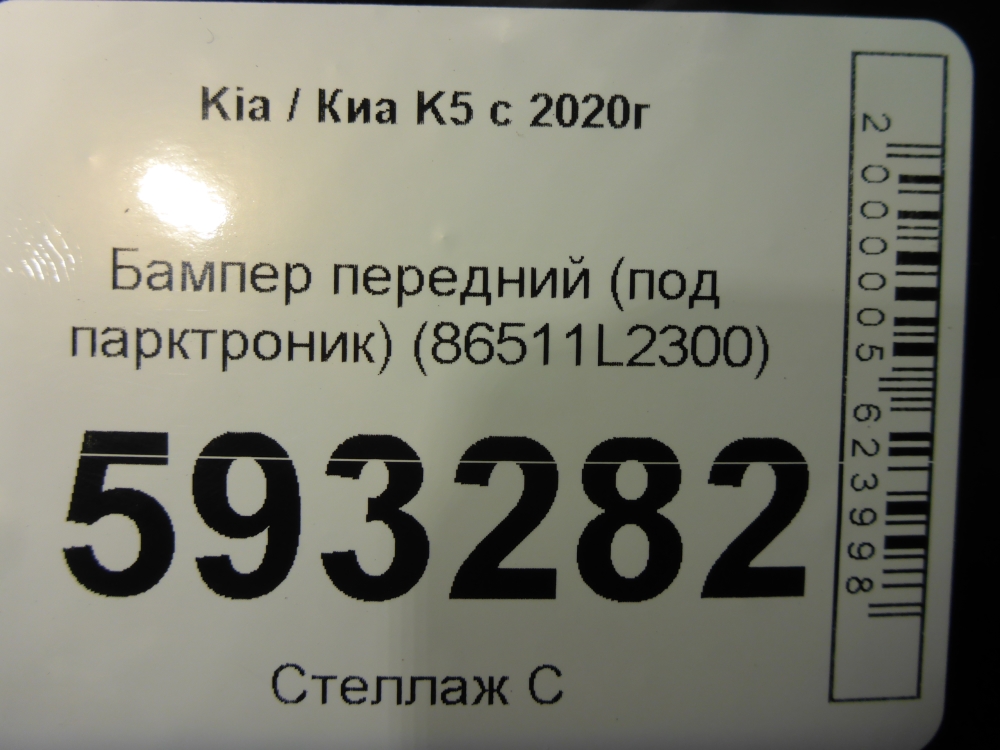 Kia / Киа K5 с 2020г
Бампер передний (под
парктроник) (86511L2300)
593282
Стеллаж С
2000005623998